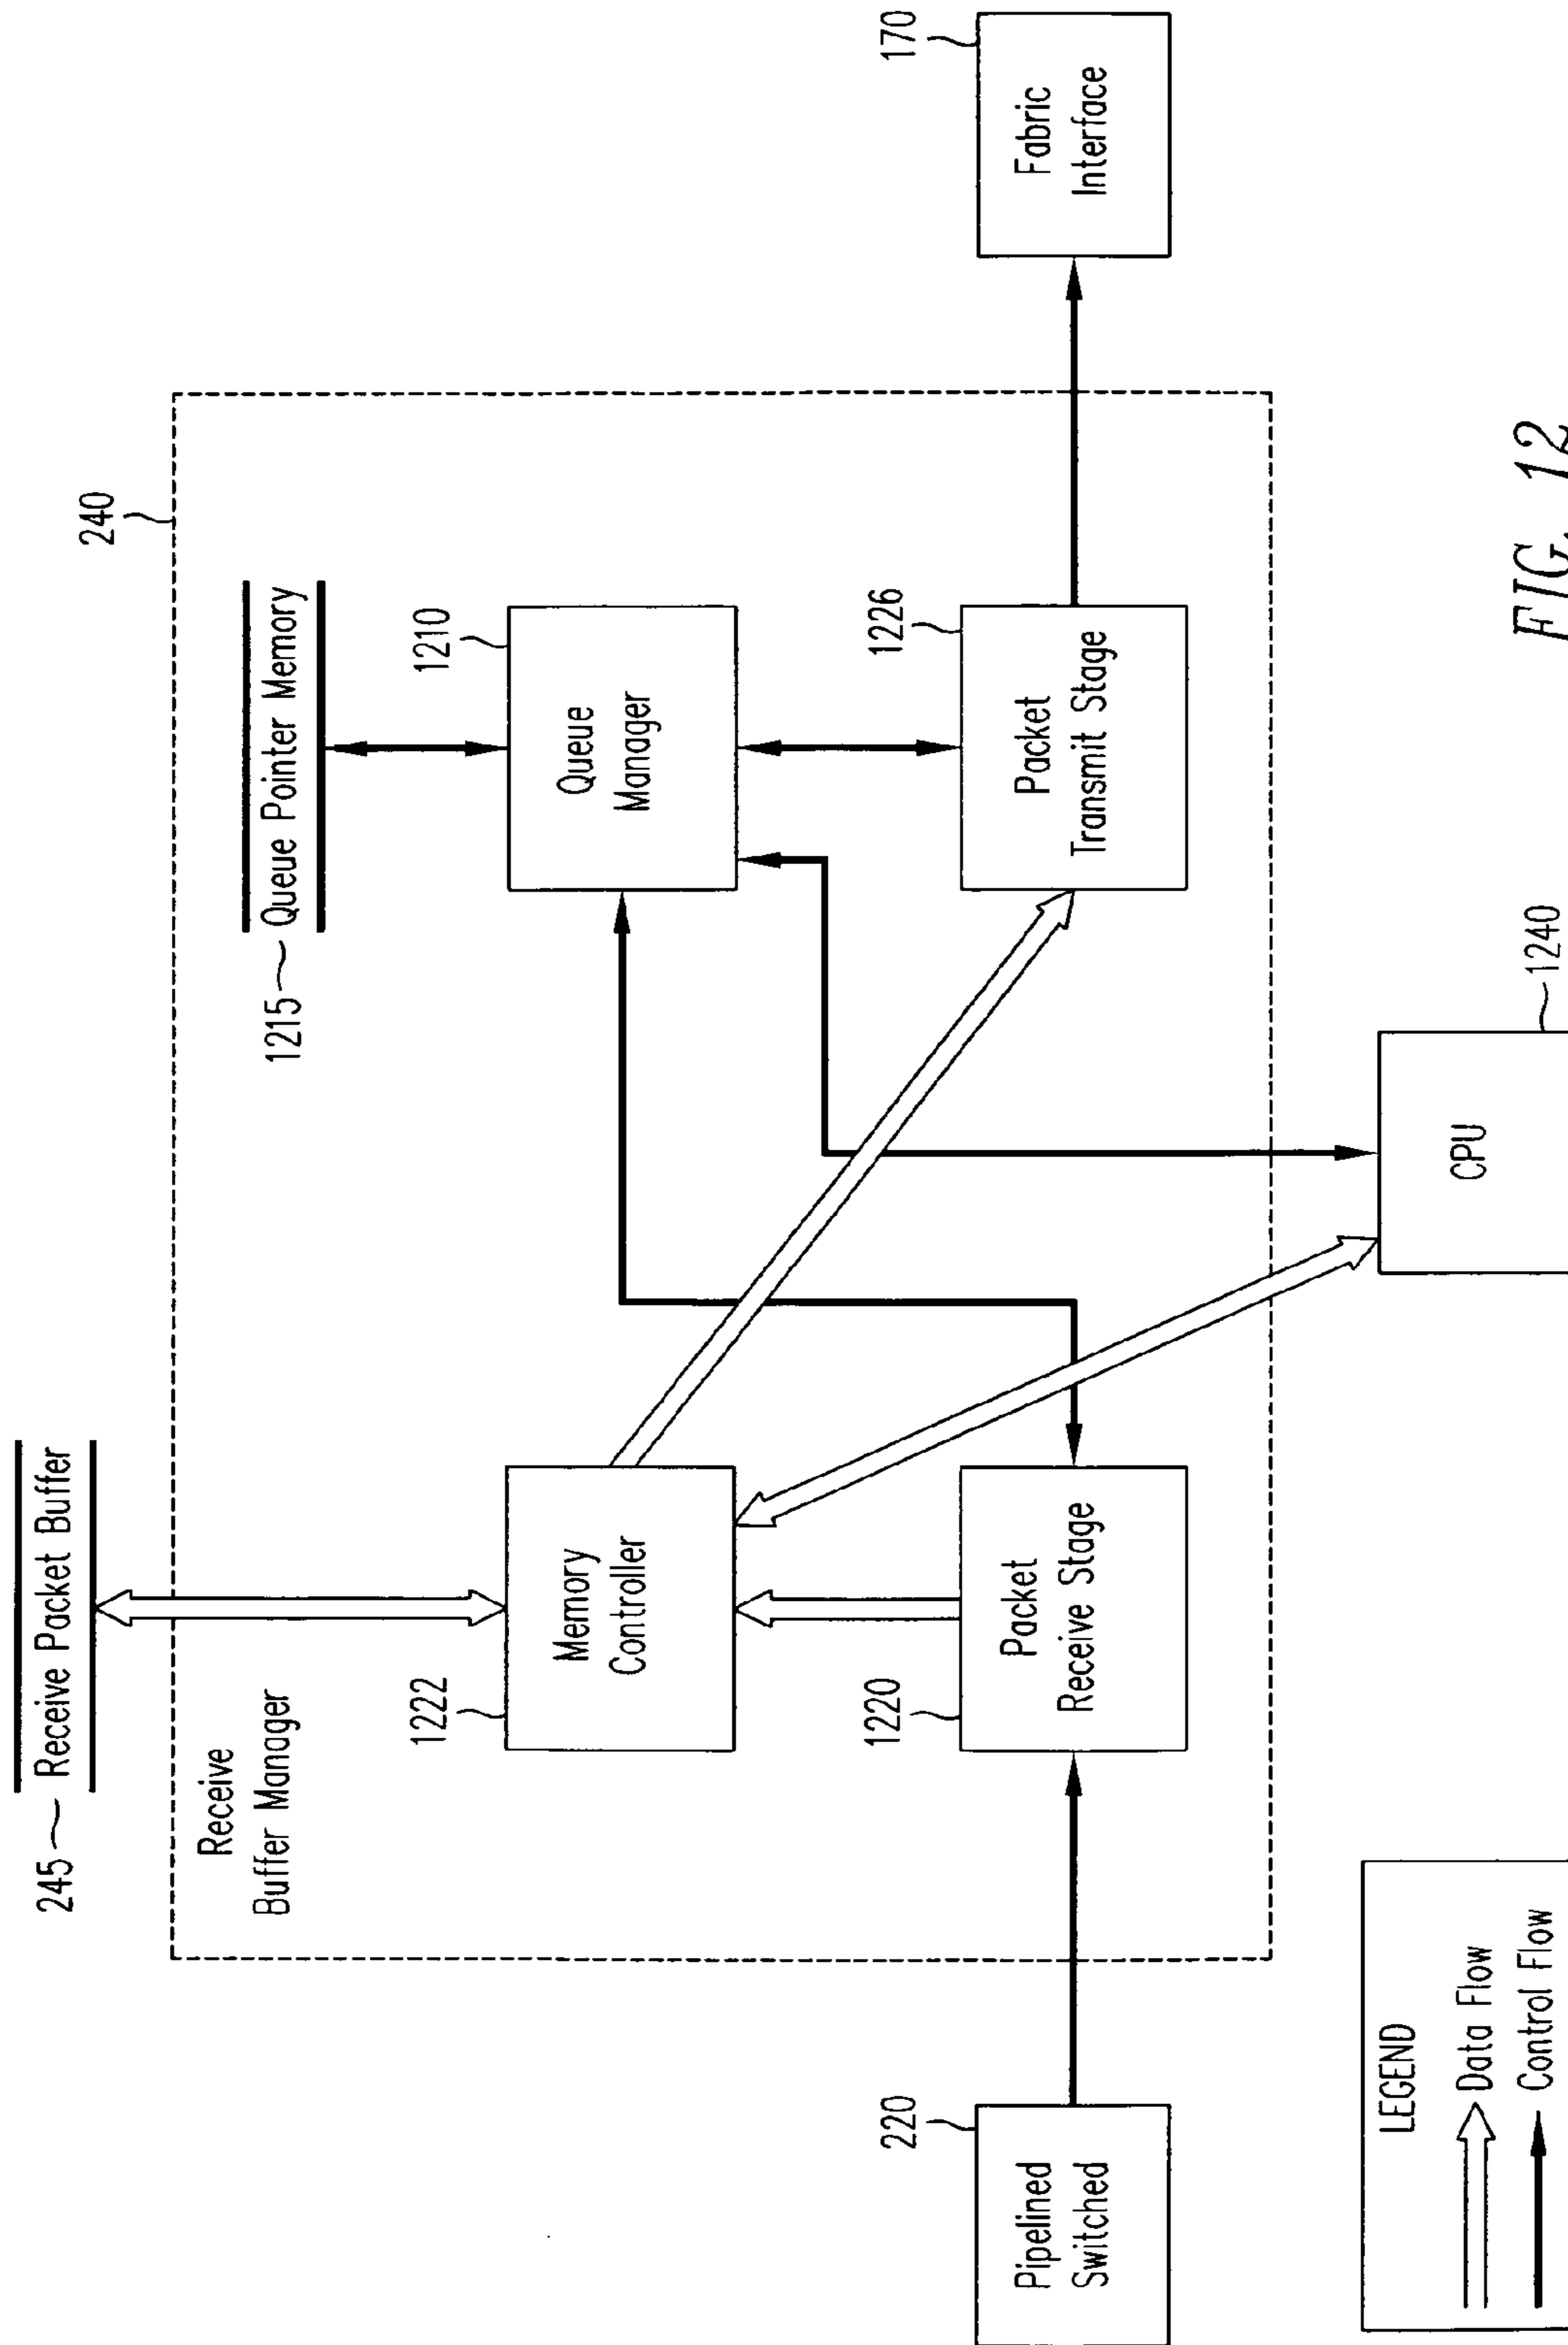 245 Receive Packet Buffer
240
Receive
Buffer Manager
1215 Queue Pointer Memory
1222
Memory
Controller
1210
Queue
Manager
220
Pipelined
Switched
1220
Packet
Receive Stage
1226
Packet
Transmit Stage
170
Fabric
Interface
CPU
1240
LEGEND
Data Flow
Control Flow
FIG. 12